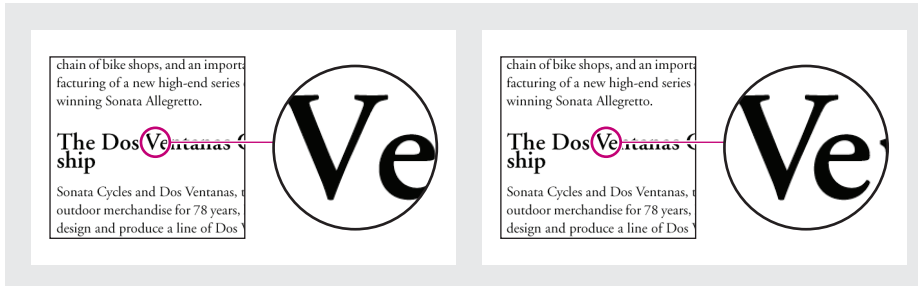 chain of bike shops, and an
facturing of a new high-end series
winning Sonata Allegretto.
The Dos Ventanas
ship
Sonata Cycles and Dos Ventanas,
outdoor merchandise for 78 years,
design and produce a line of Dos
Ve
chain of bike shops, and an
facturing of a new high-end series
winning Sonata Allegretto.
The Dos Ventanas
ship
Sonata Cycles and Dos Ventanas,
outdoor merchandise for 78 years,
design and produce a line of Dos
Ve